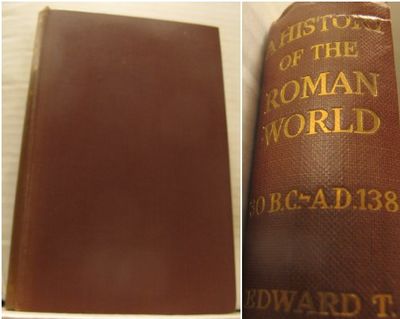 A HISTORY
OF THE
ROMAN
WORLD
30 B.C.-A.D.138
EDWARD T.